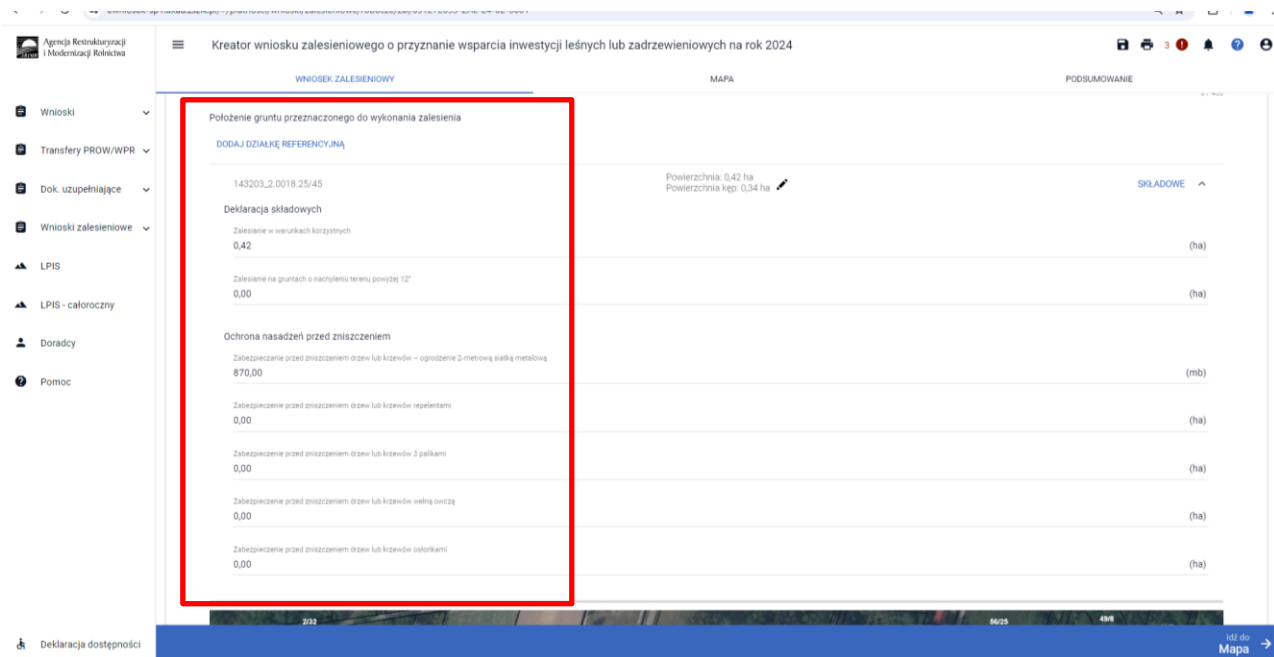 Agencja Restrukturyzacji
i Modernizacji Rolnictwa
Kreator wniosku zalesieniowego o przyznanie wsparcia inwestycji leśnych lub zadrzewieniowych na rok 2024
3
WNIOSEK ZALESIENIOWY
MAPA
PODSUMOWANIE
Wnioski
Transfery PROW/WPR
Dok. uzupełniające
Wnioski zalesieniowe
LPIS
LPIS - całoroczny
Doradcy
Pomoc
Deklaracja dostępności
Położenie gruntu przeznaczonego do wykonania zalesienia
DODAJ DZIAŁKĘ REFERENCYJNĄ
143203_2.0018.25/45
Powierzchnia: 0,42 ha
Powierzchnia kęp: 0,34 ha
SKŁADOWE
Deklaracja składowych
Zalesianie w warunkach korzystnych
0,42 (ha)
Zalesianie na gruntach o nachyleniu terenu powyżej 12°
0,00 (ha)
Ochrona nasadzeń przed zniszczeniem
Zabezpieczanie przed zniszczeniem drzew lub krzewów – ogrodzenie 2-metrową siatką metalową
870,00 (mb)
Zabezpieczenie przed zniszczeniem drzew lub krzewów repelentami
0,00 (ha)
Zabezpieczenie przed zniszczeniem drzew lub krzewów 3 palikami
0,00 (ha)
Zabezpieczenie przed zniszczeniem drzew lub krzewów wełną owczą
0,00 (ha)
Zabezpieczenie przed zniszczeniem drzew lub krzewów osłonkami
0,00 (ha)
2/32
56/25
49/8
Idź do
Mapa